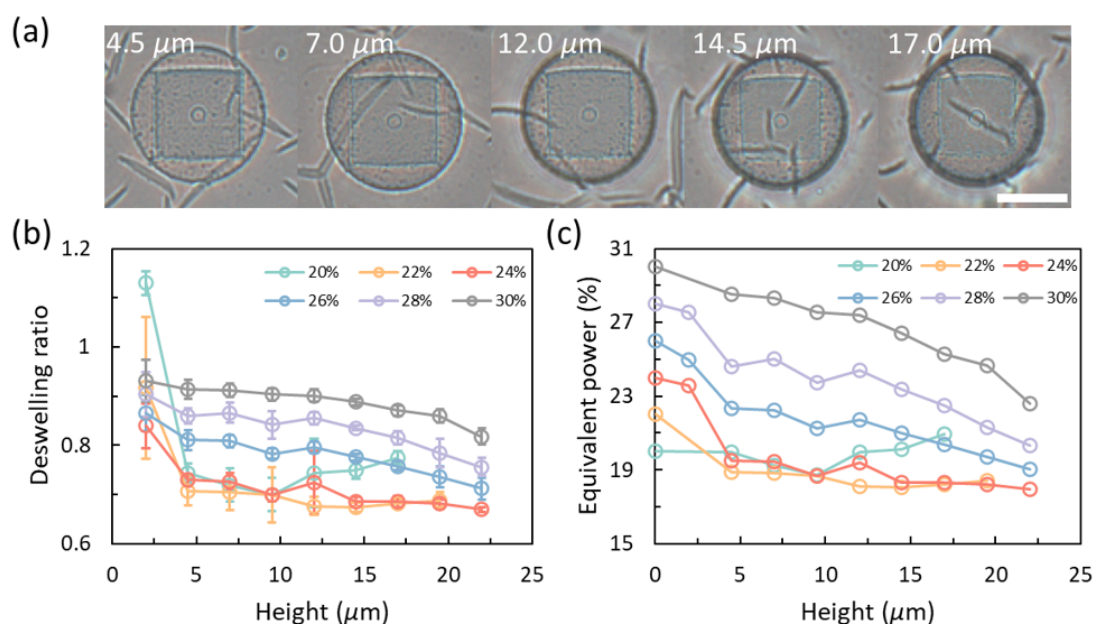 (a)
4.5 μm
7.0 μm
12.0 μm
14.5 μm
17.0 μm
(b)
1.2
1
0.8
0.6
Deswelling ratio
20%
22%
24%
26%
28%
30%
0
5
10
15
20
25
Height (μm)
(c)
31
27
23
19
15
Equivalent power (%)
20%
22%
24%
26%
28%
30%
0
5
10
15
20
25
Height (μm)